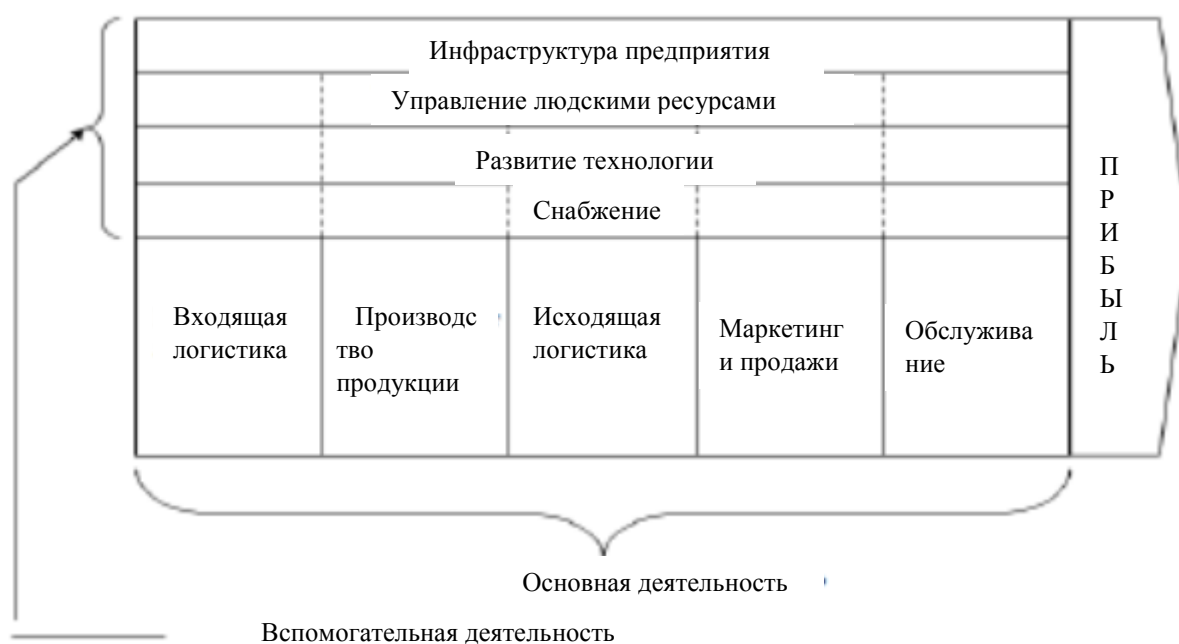 Инфраструктура предприятия
Управление людскими ресурсами
Развитие технологии
Снабжение
Входящая
логистика
Производс
тво
продукции
Исходящая
логистика
Маркетинг
и продажи
Обслужива
ние
П
Р
И
Б
Ы
Л
Ь
Основная деятельность
Вспомогательная деятельность